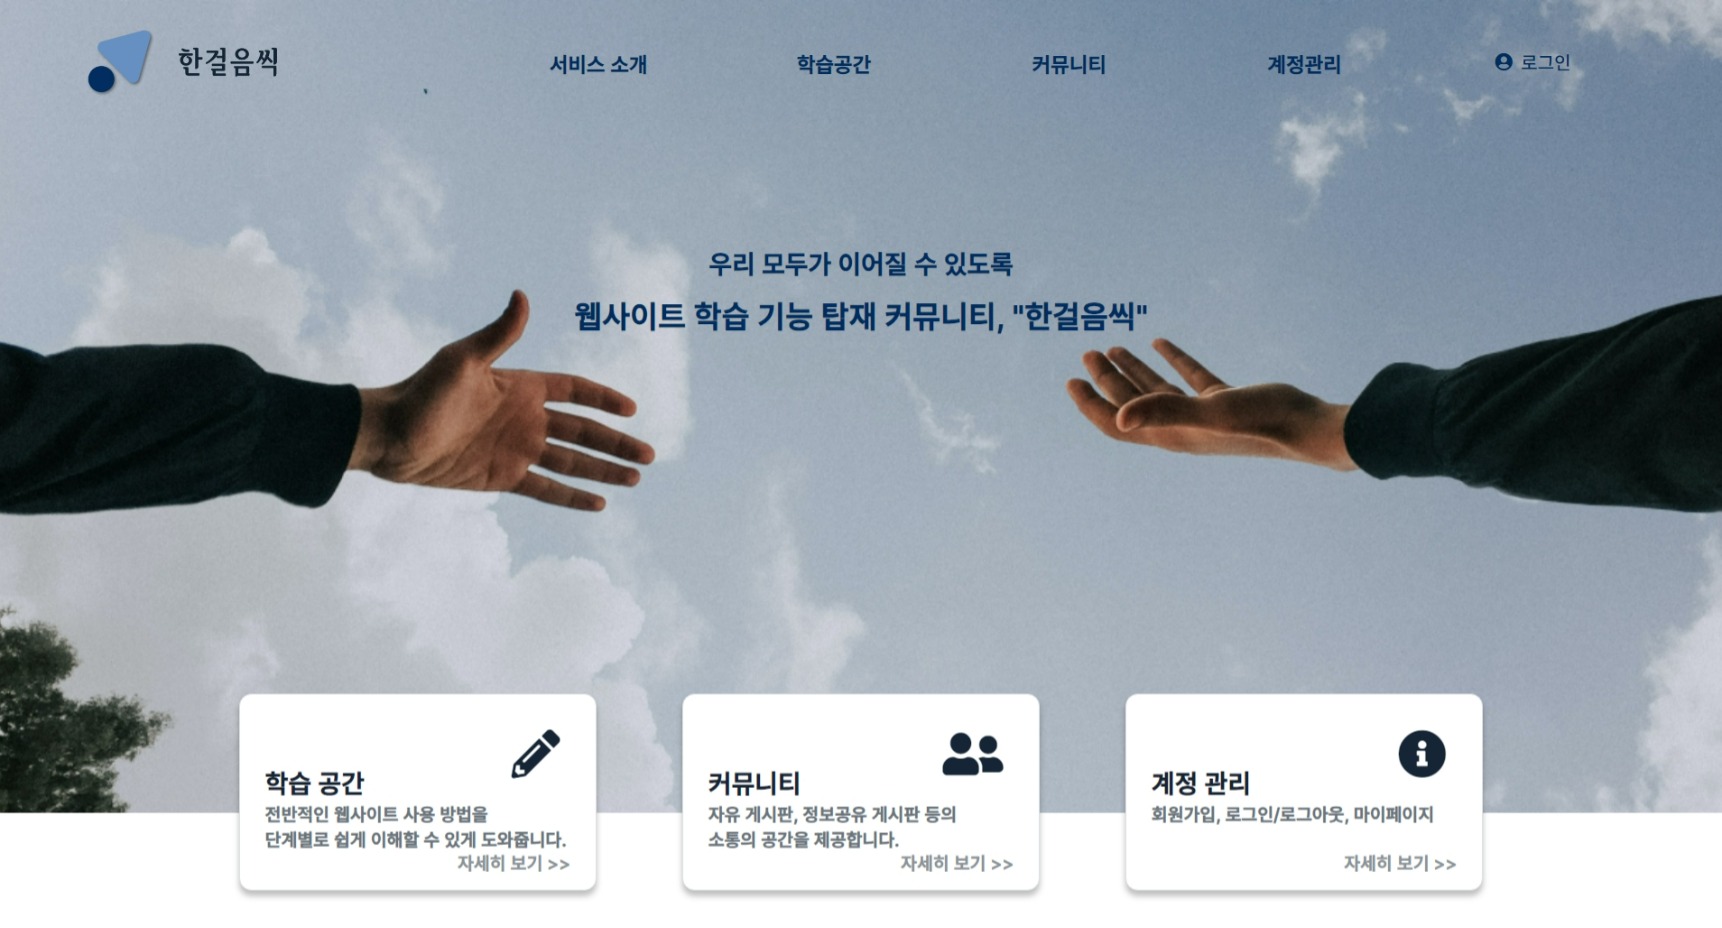 한걸음씩
서비스 소개
학습공간
커뮤니티
계정관리
로그인
우리 모두가 이어질 수 있도록
웹사이트 학습 기능 탑재 커뮤니티, "한걸음씩"
학습 공간
전반적인 웹사이트 사용 방법을
단계별로 쉽게 이해할 수 있게 도와줍니다.
자세히 보기 >>
커뮤니티
자유 게시판, 정보공유 게시판 등의
소통의 공간을 제공합니다.
자세히 보기 >>
계정 관리
회원가입, 로그인/로그아웃, 마이페이지
자세히 보기 >>